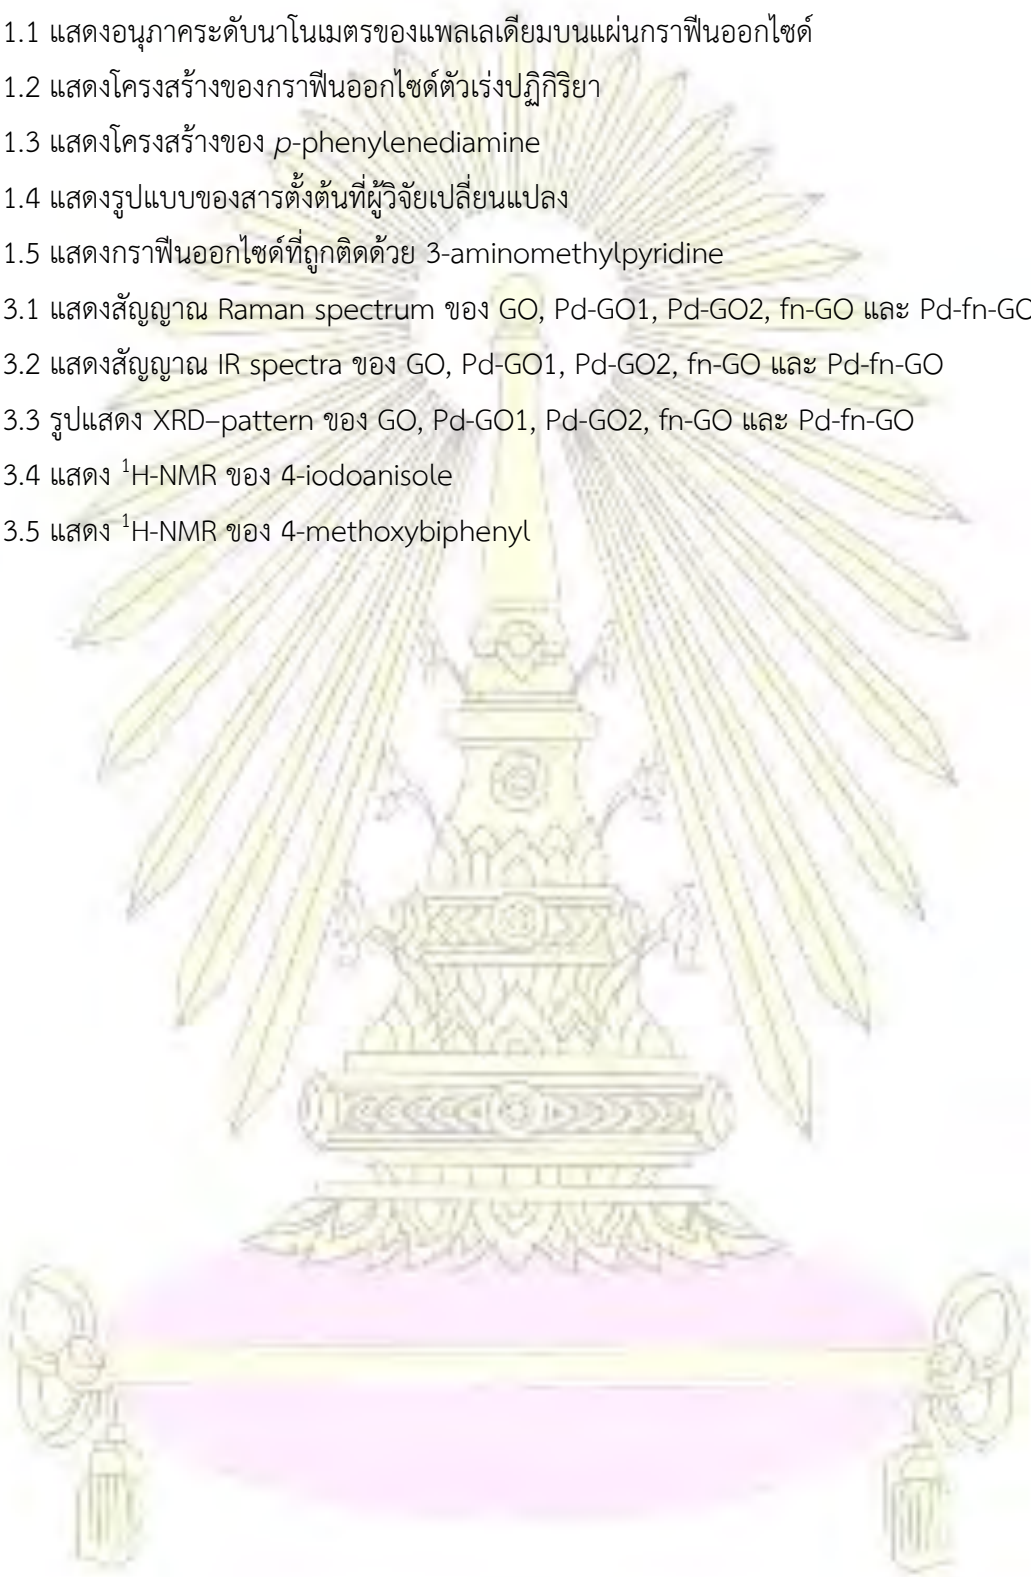 1.1 แสดงอนุภาคระดับนาโนเมตรของแพลเลเดียมบนแผ่นกราฟีนออกไซด์
1.2 แสดงโครงสร้างของกราฟีนออกไซด์ตัวเร่งปฏิกิริยา
1.3 แสดงโครงสร้างของ p-phenylenediamine
1.4 แสดงรูปแบบของสารตั้งต้นที่ผู้วิจัยเปลี่ยนแปลง
1.5 แสดงกราฟีนออกไซด์ที่ถูกติดด้วย 3-aminomethylpyridine
3.1 แสดงสัญญาณ Raman spectrum ของ GO, Pd-GO1, Pd-GO2, fn-GO และ Pd-fn-GO
3.2 แสดงสัญญาณ IR spectra ของ GO, Pd-GO1, Pd-GO2, fn-GO และ Pd-fn-GO
3.3 รูปแสดง XRD–pattern ของ GO, Pd-GO1, Pd-GO2, fn-GO และ Pd-fn-GO
3.4 แสดง ¹H-NMR ของ 4-iodoanisole
3.5 แสดง ¹H-NMR ของ 4-methoxybiphenyl